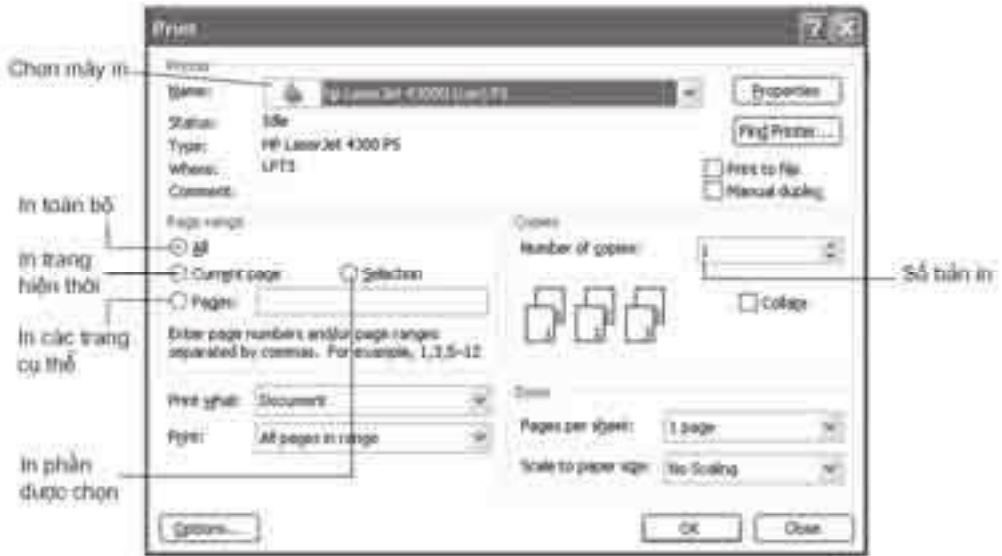 Print
Chọn máy in
Printer
Name:
Properties
Status: Idle
Find Printer...
Type: HP LaserJet 4300 PS
Where: LPT3
Print to file
Comment:
Manual duplex
In toàn bộ
Page range
All
In trang
hiện thời
Current page
Selection
Pages:
In các trang
cụ thể
Enter page numbers and/or page ranges
separated by commas. For example, 1,3,5-12
Copies
Number of copies: 1
Số bản in
Collate
1 2 3
Print what: Document
Print: All pages in range
Zoom
Pages per sheet: 1 page
Scale to paper size: No Scaling
In phần
được chọn
Options...
OK
Close